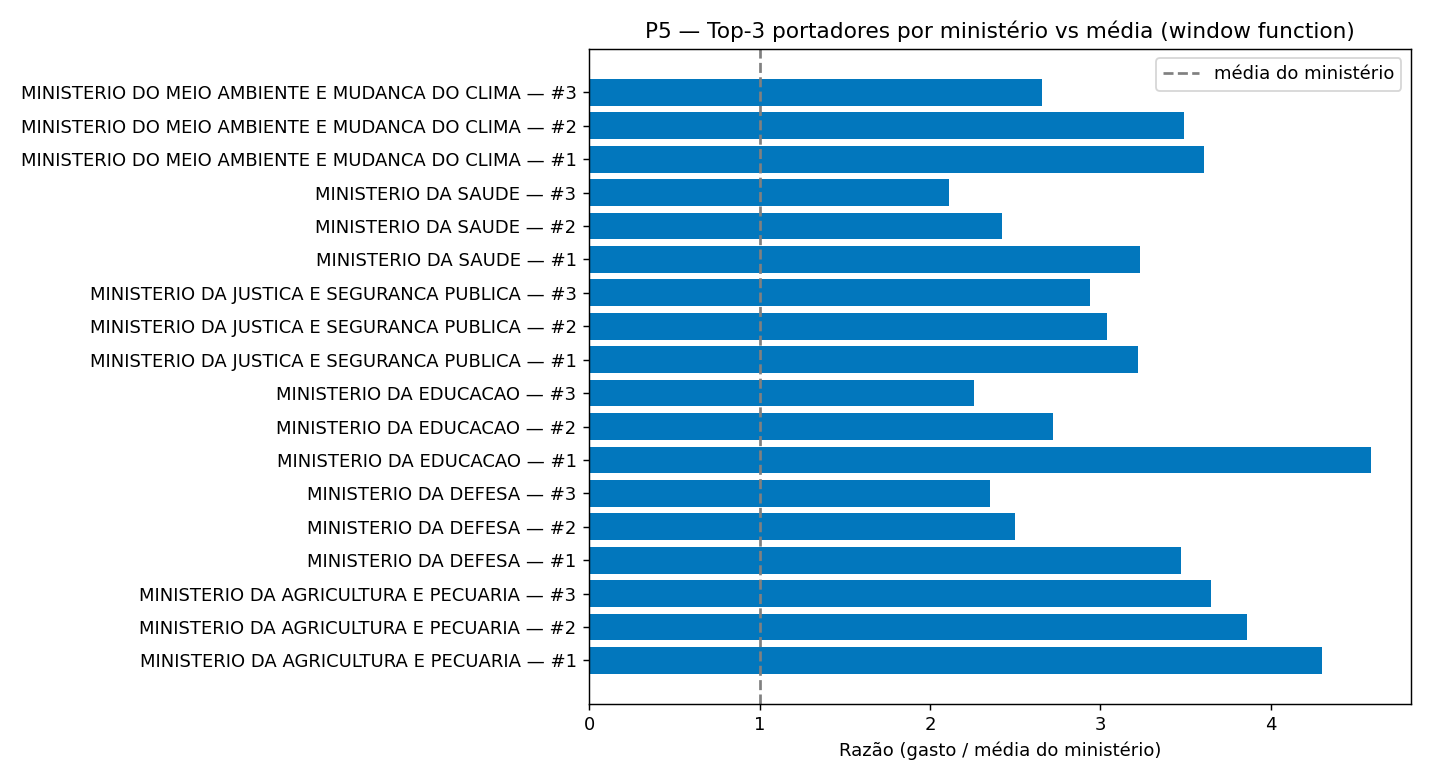 P5 — Top-3 portadores por ministério vs média (window function)
média do ministério
MINISTERIO DO MEIO AMBIENTE E MUDANCA DO CLIMA — #3
MINISTERIO DO MEIO AMBIENTE E MUDANCA DO CLIMA — #2
MINISTERIO DO MEIO AMBIENTE E MUDANCA DO CLIMA — #1
MINISTERIO DA SAUDE — #3
MINISTERIO DA SAUDE — #2
MINISTERIO DA SAUDE — #1
MINISTERIO DA JUSTICA E SEGURANCA PUBLICA — #3
MINISTERIO DA JUSTICA E SEGURANCA PUBLICA — #2
MINISTERIO DA JUSTICA E SEGURANCA PUBLICA — #1
MINISTERIO DA EDUCACAO — #3
MINISTERIO DA EDUCACAO — #2
MINISTERIO DA EDUCACAO — #1
MINISTERIO DA DEFESA — #3
MINISTERIO DA DEFESA — #2
MINISTERIO DA DEFESA — #1
MINISTERIO DA AGRICULTURA E PECUARIA — #3
MINISTERIO DA AGRICULTURA E PECUARIA — #2
MINISTERIO DA AGRICULTURA E PECUARIA — #1
0 1 2 3 4
Razão (gasto / média do ministério)